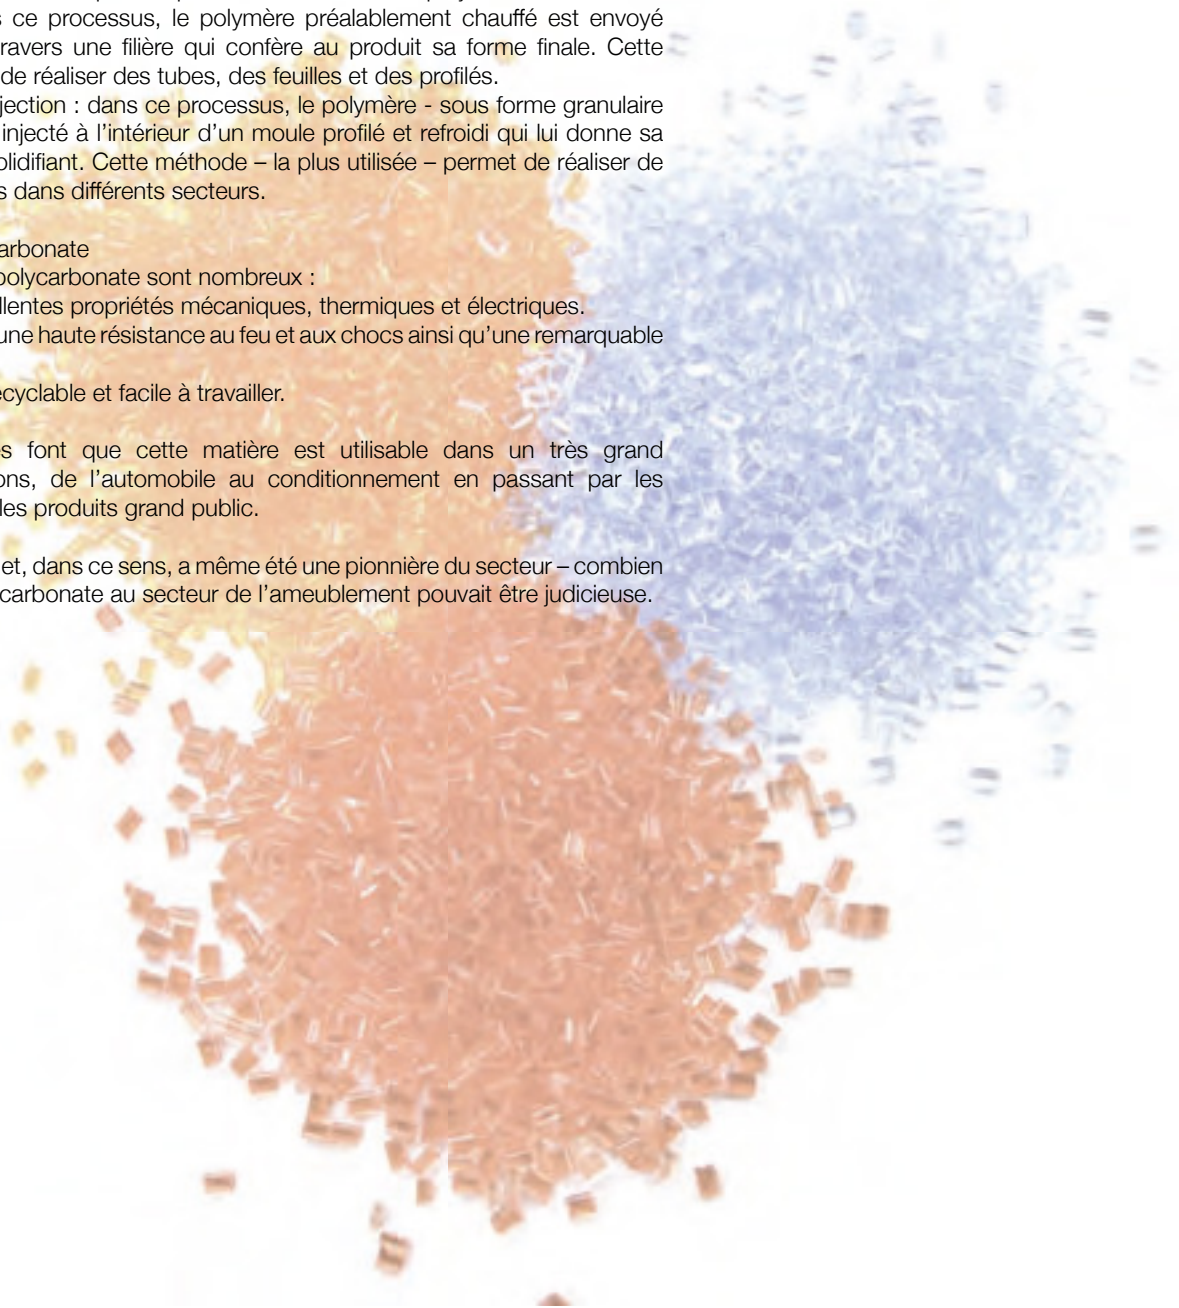 ce processus, le polymère préalablement chauffé est envoyé
ravers une filière qui confère au produit sa forme finale. Cette
de réaliser des tubes, des feuilles et des profilés.
jection : dans ce processus, le polymère - sous forme granulaire
injecté à l’intérieur d’un moule profilé et refroidi qui lui donne sa
olidifiant. Cette méthode – la plus utilisée – permet de réaliser de
s dans différents secteurs.
arbonate
polycarbonate sont nombreux :
llentes propriétés mécaniques, thermiques et électriques.
une haute résistance au feu et aux chocs ainsi qu’une remarquable
ecyclable et facile à travailler.
s font que cette matière est utilisable dans un très grand
ons, de l’automobile au conditionnement en passant par les
les produits grand public.
et, dans ce sens, a même été une pionnière du secteur – combien
carbonate au secteur de l’ameublement pouvait être judicieuse.